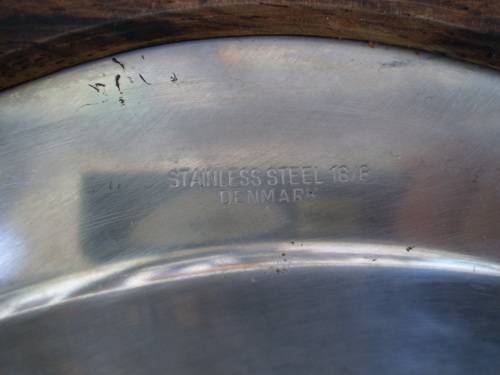 STAINLESS STEEL 18/8
DENMARK